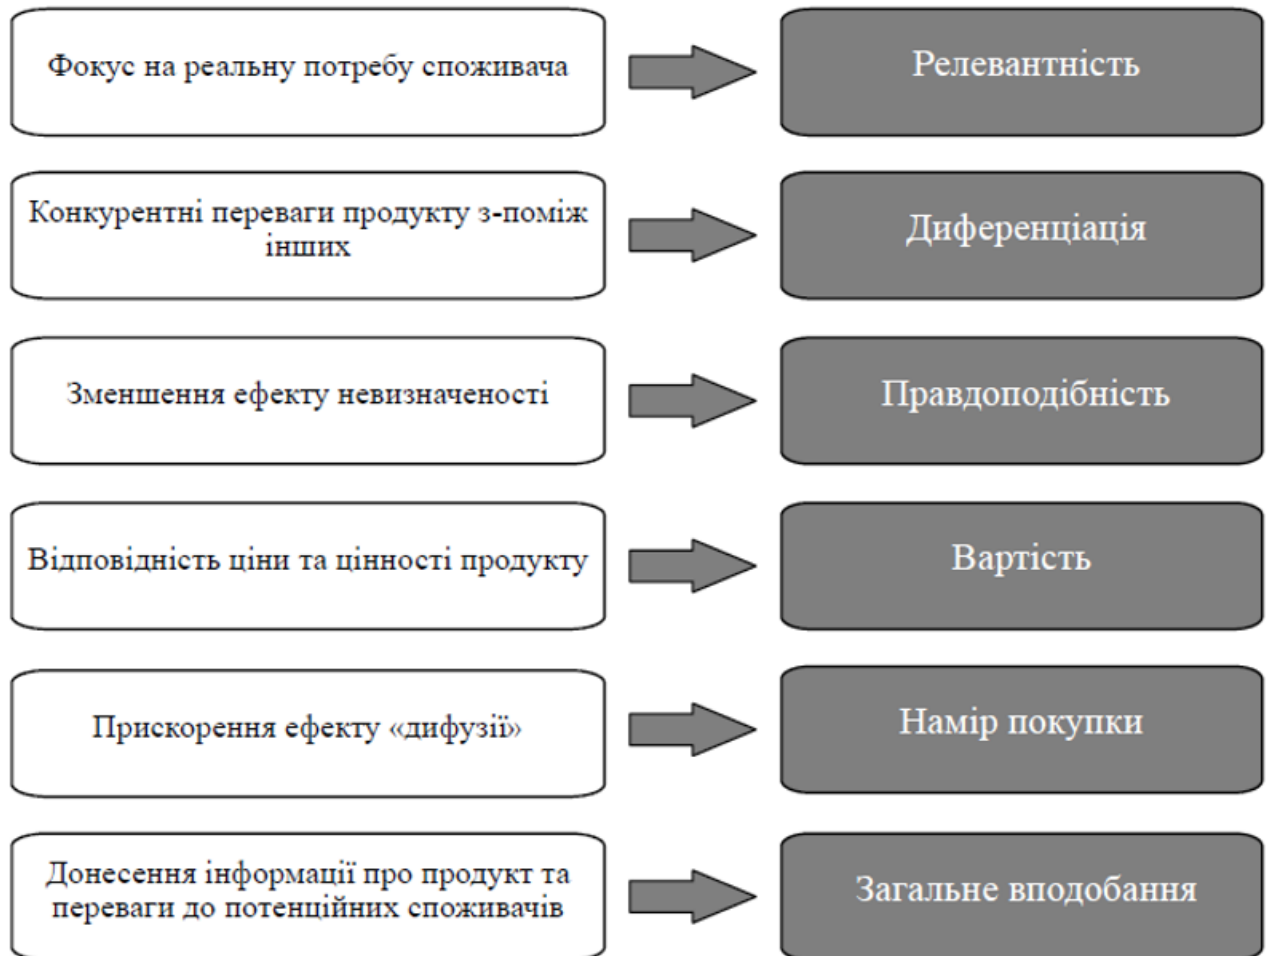 Фокус на реальну потребу споживача
Релевантність
Конкурентні переваги продукту з-поміж
інших
Диференціація
Зменшення ефекту невизначеності
Правдоподібність
Відповідність ціни та цінності продукту
Вартість
Прискорення ефекту «дифузії»
Намір покупки
Донесення інформації про продукт та
переваги до потенційних споживачів
Загальне вподобання